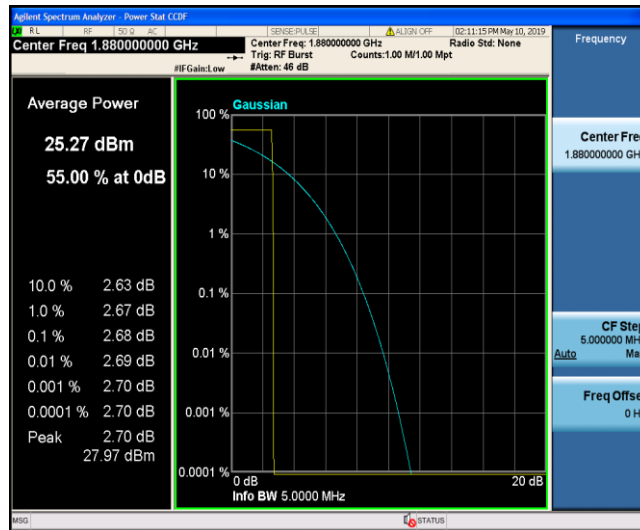 Agilent Spectrum Analyzer - Power Stat CCDF
RL RF 50 Ω AC SENSE:PULSE ALIGN OFF 02:11:15 PM May 10, 2019
Center Freq 1.880000000 GHz
Center Freq: 1.880000000 GHz Radio Std: None
Trig: RF Burst Counts:1.00 M/1.00 Mpt
#IFGain:Low #Atten: 46 dB
Frequency
Average Power
25.27 dBm
55.00 % at 0dB
10.0 % 2.63 dB
1.0 % 2.67 dB
0.1 % 2.68 dB
0.01 % 2.69 dB
0.001 % 2.70 dB
0.0001 % 2.70 dB
Peak 2.70 dB
27.97 dBm
Gaussian
100 %
10 %
1 %
0.1 %
0.01 %
0.001 %
0.0001 %
0 dB 20 dB
Info BW 5.0000 MHz
Center Fre
1.880000000 GH
CF Step
5.000000 MH
Auto Ma
Freq Offse
0 H
MSG STATUS